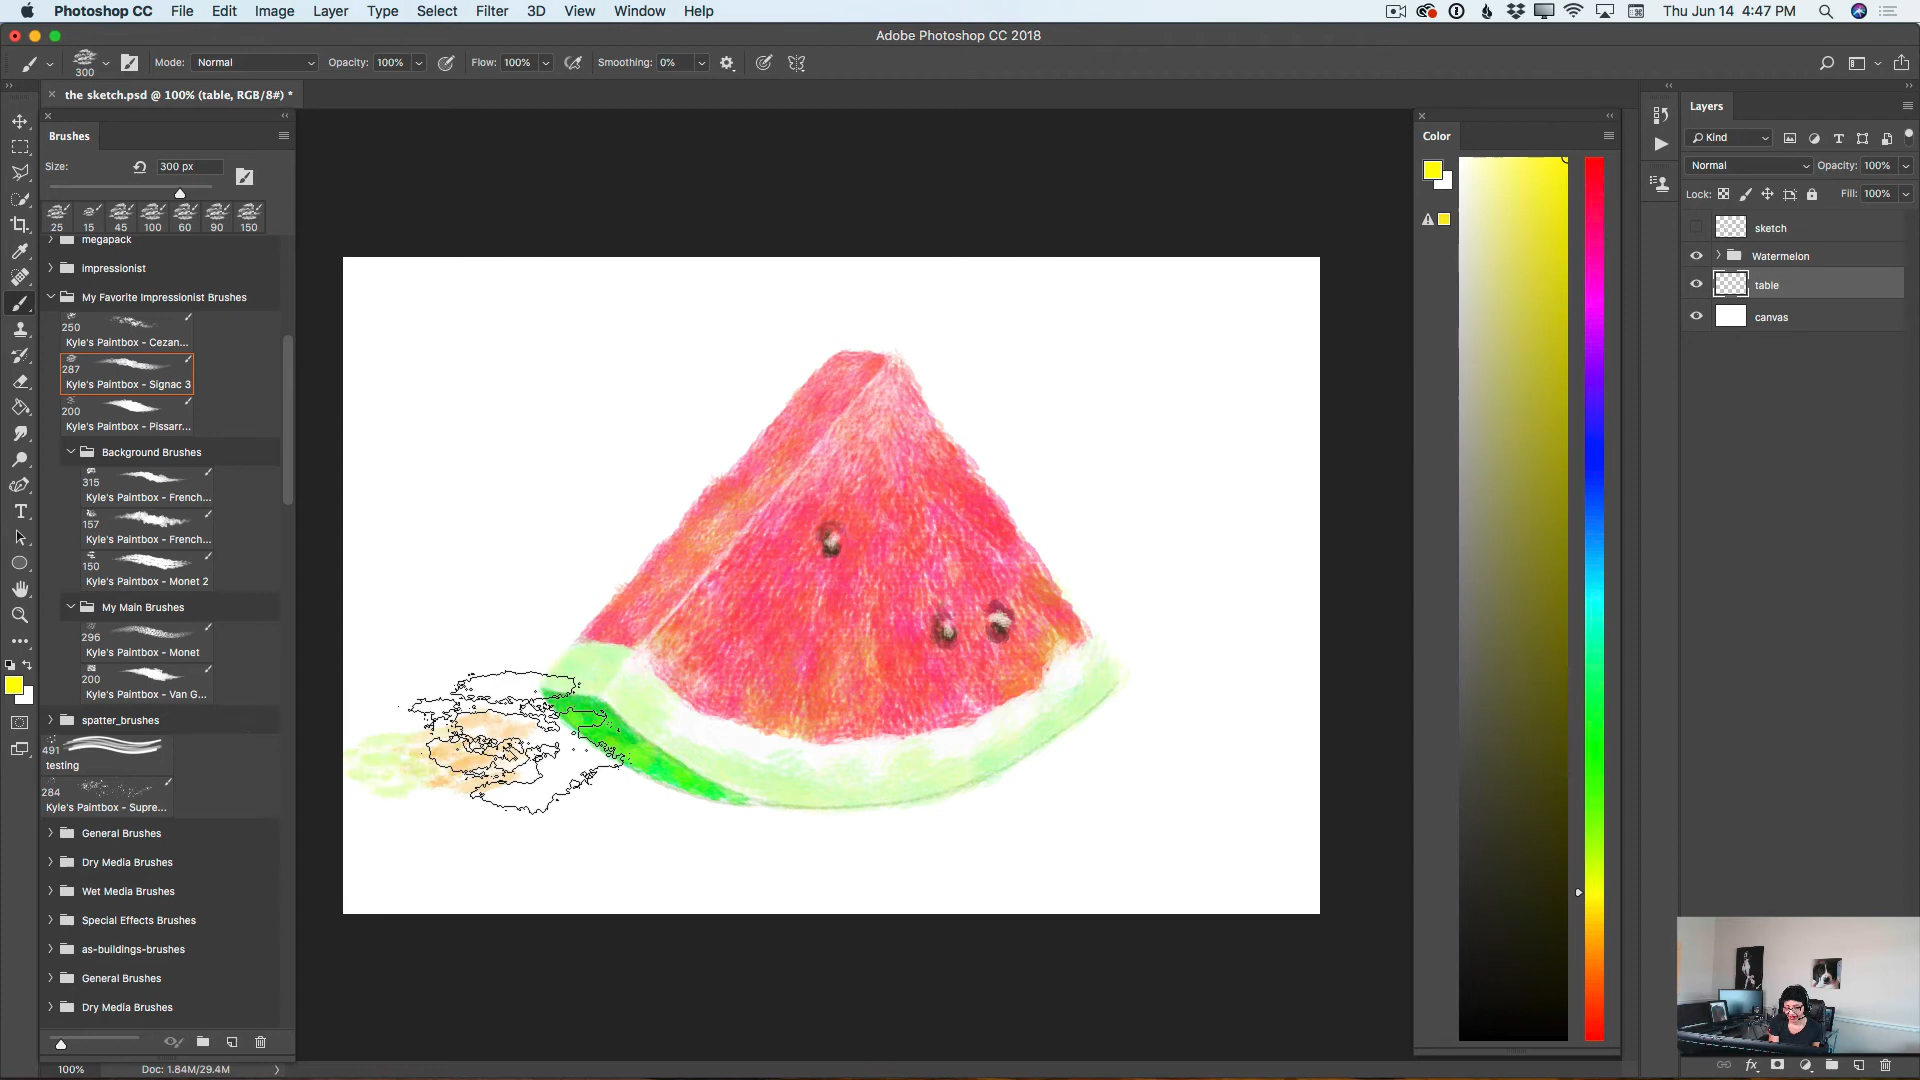 Photoshop CC File Edit Image Layer Type Select Filter 3D View Window Help Thu Jun 14 4:47 PM
Adobe Photoshop CC 2018
300 Mode: Normal Opacity: 100% Flow: 100% Smoothing: 0%
the sketch.psd @ 100% (table, RGB/8#) *
Brushes
Size: 300 px
25 15 45 100 60 90 150
megapack
impressionist
My Favorite Impressionist Brushes
250
Kyle's Paintbox - Cezan...
287
Kyle's Paintbox - Signac 3
200
Kyle's Paintbox - Pissarr...
Background Brushes
315
Kyle's Paintbox - French...
157
Kyle's Paintbox - French...
150
Kyle's Paintbox - Monet 2
My Main Brushes
296
Kyle's Paintbox - Monet
200
Kyle's Paintbox - Van G...
spatter_brushes
491
testing
284
Kyle's Paintbox - Supre...
General Brushes
Dry Media Brushes
Wet Media Brushes
Special Effects Brushes
as-buildings-brushes
General Brushes
Dry Media Brushes
100% Doc: 1.84M/29.4M
Color
Layers
Kind
Normal Opacity: 100%
Lock: Fill: 100%
sketch
Watermelon
table
canvas
fx